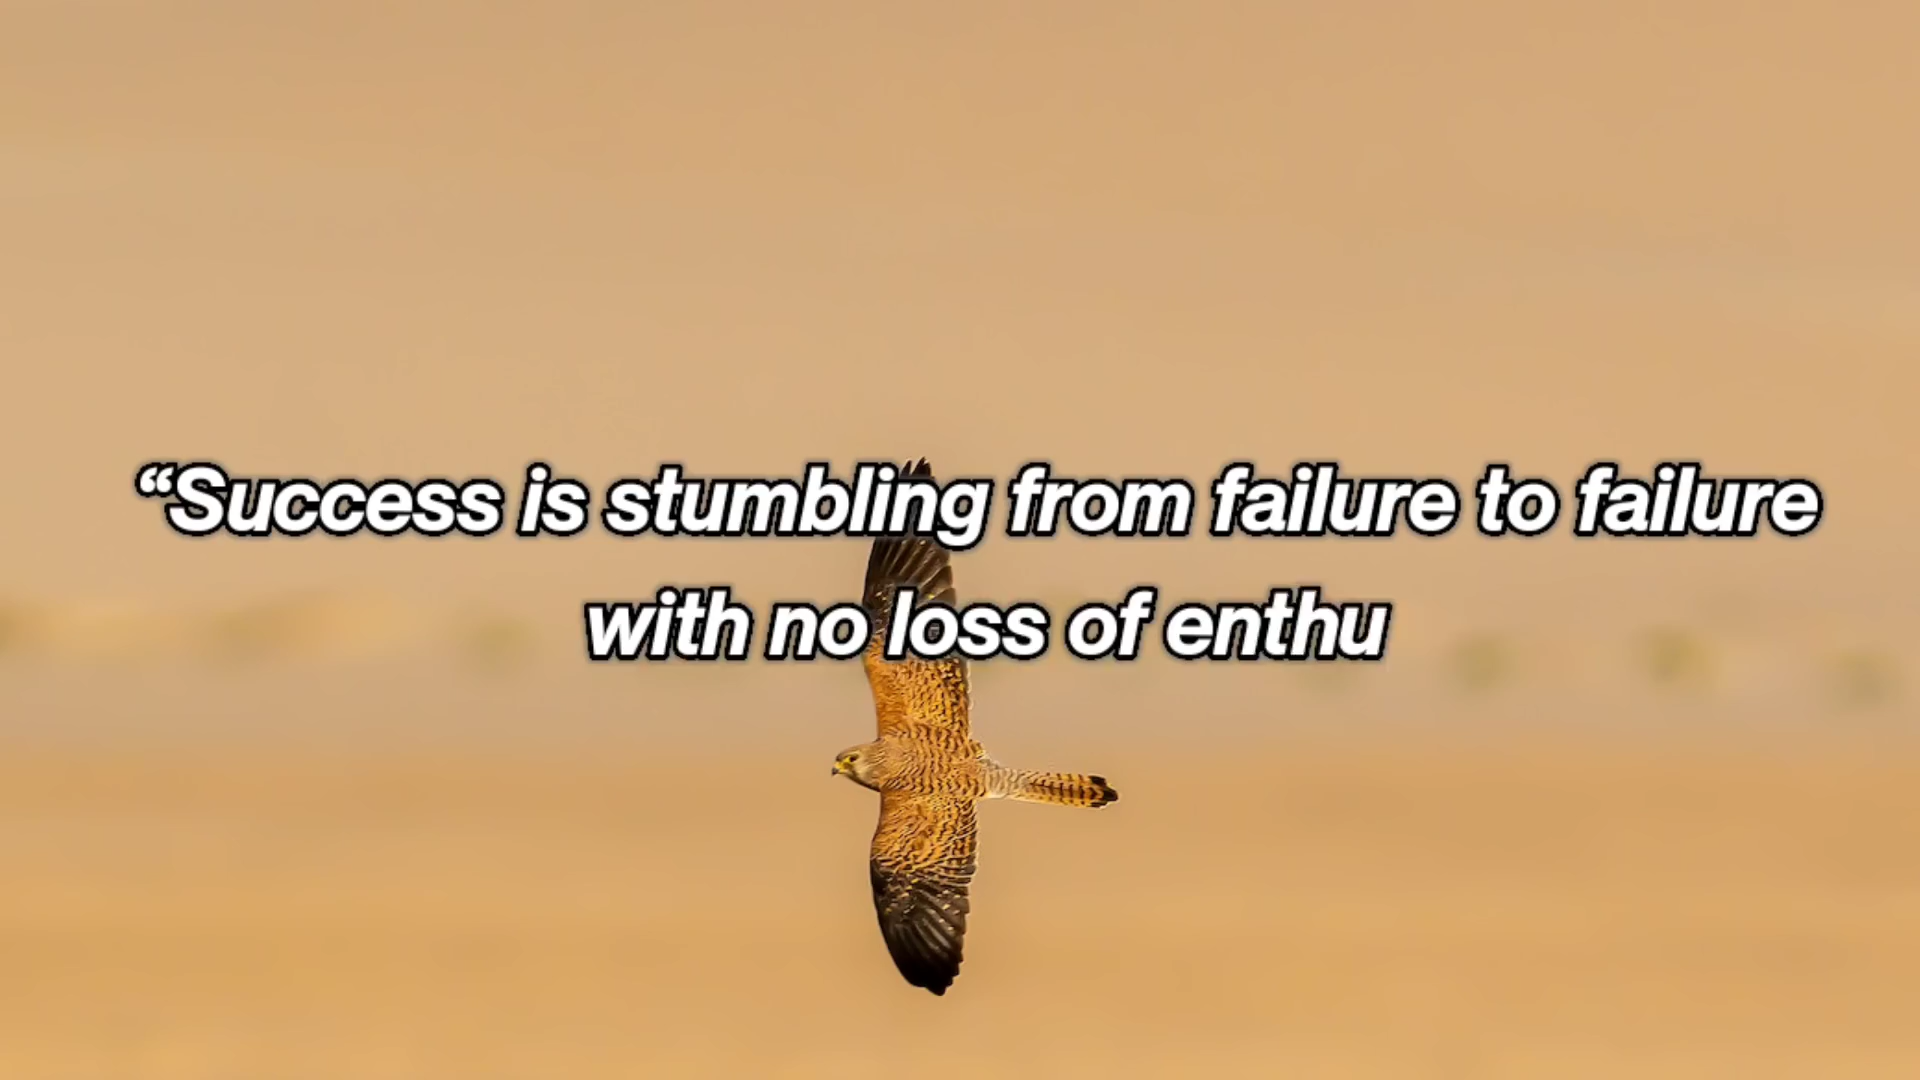 “Success is stumbling from failure to failure
with no loss of enthu